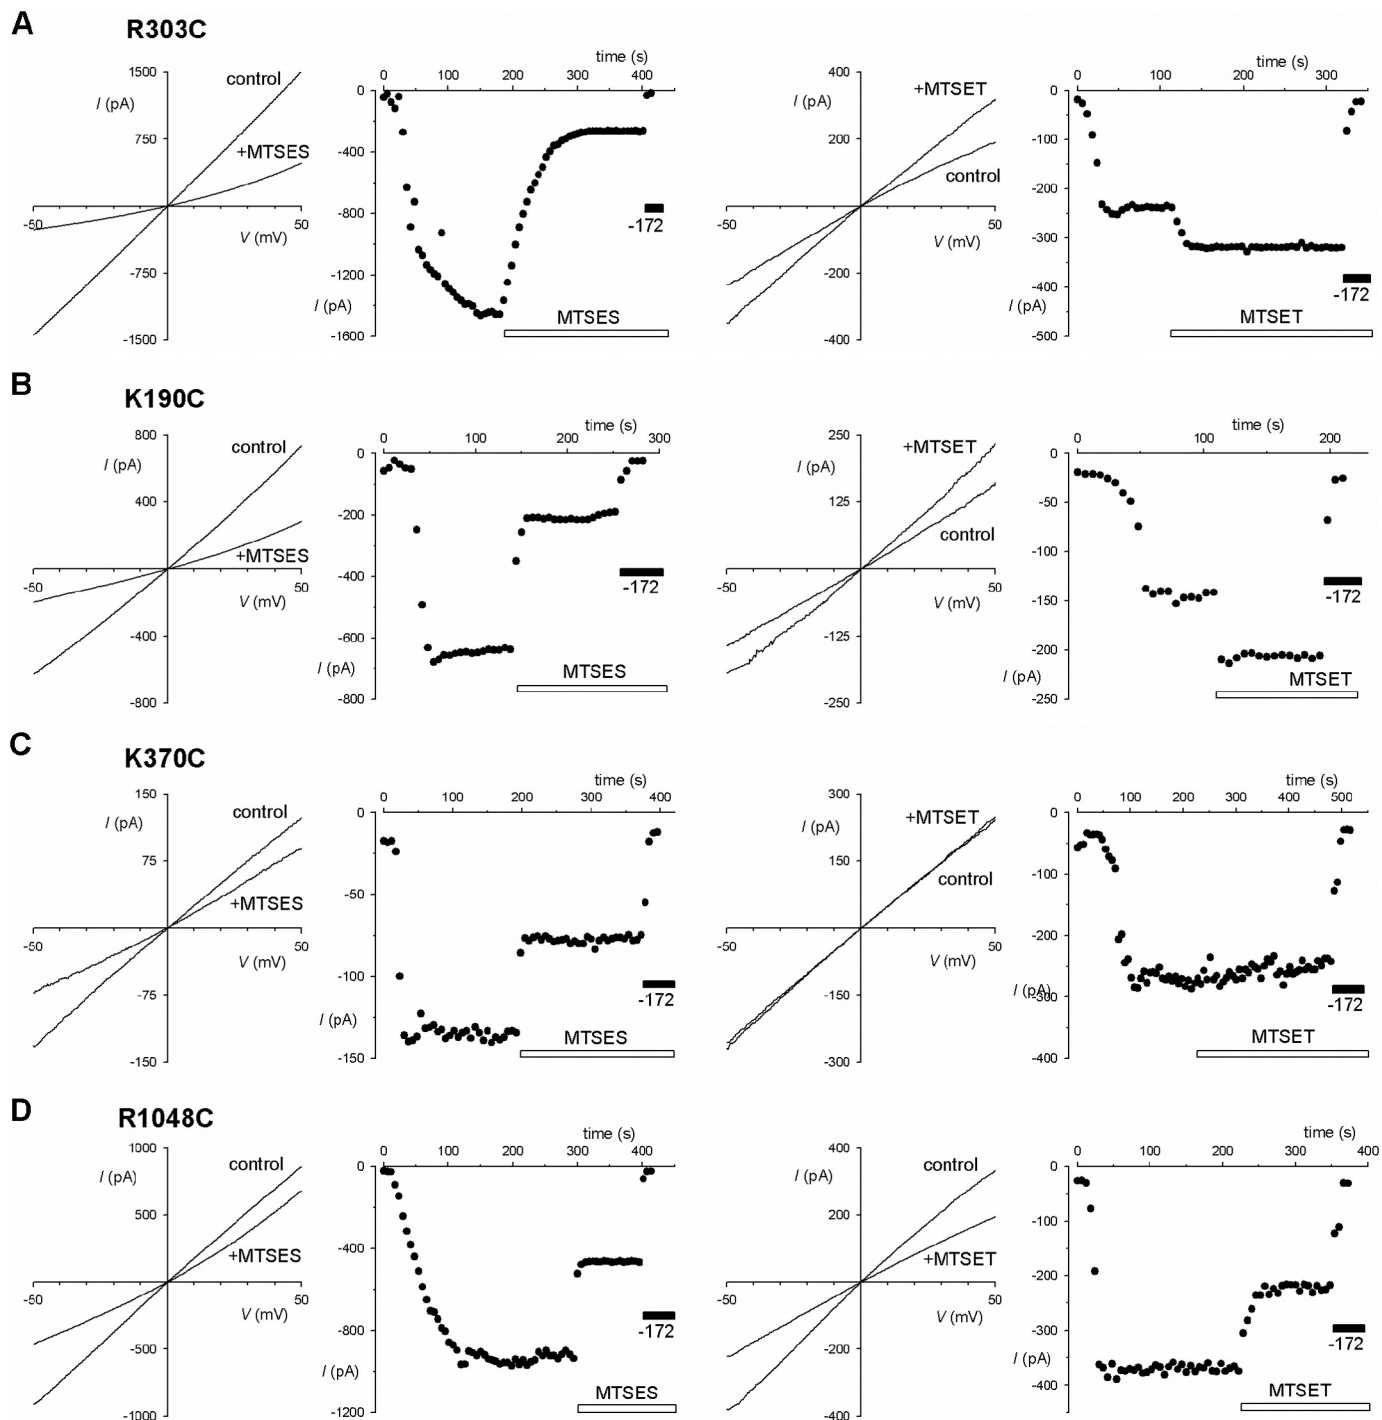 A
R303C
time (s)
0 100 200 300 400
1500
750
-750
-1500
I (pA)
control
+MTSES
-50
50
V (mV)
0
-400
-800
-1200
-1600
I (pA)
-172
MTSES
400
200
-200
-400
I (pA)
+MTSET
control
-50
50
V (mV)
time (s)
0 100 200 300
0
-100
-200
-300
-400
-500
I (pA)
-172
MTSET
B
K190C
800
400
-400
-800
I (pA)
control
+MTSES
-50
50
V (mV)
time (s)
0 100 200 300
0
-200
-400
-600
-800
I (pA)
-172
MTSES
250
125
-125
-250
I (pA)
+MTSET
control
-50
50
V (mV)
time (s)
0 100 200
0
-50
-100
-150
-200
-250
I (pA)
-172
MTSET
C
K370C
150
75
-75
-150
I (pA)
control
+MTSES
-50
50
V (mV)
time (s)
0 100 200 300 400
0
-50
-100
-150
I (pA)
-172
MTSES
300
150
-150
-300
I (pA)
+MTSET
control
-50
50
V (mV)
time (s)
0 100 200 300 400 500
0
-100
-200
-300
-400
I (pA)
-172
MTSET
D
R1048C
1000
500
-500
-1000
I (pA)
control
+MTSES
-50
50
V (mV)
time (s)
0 100 200 300 400
0
-400
-800
-1200
I (pA)
-172
MTSES
400
200
-200
-400
I (pA)
control
+MTSET
-50
50
V (mV)
time (s)
0 100 200 300 400
0
-100
-200
-300
-400
I (pA)
-172
MTSET